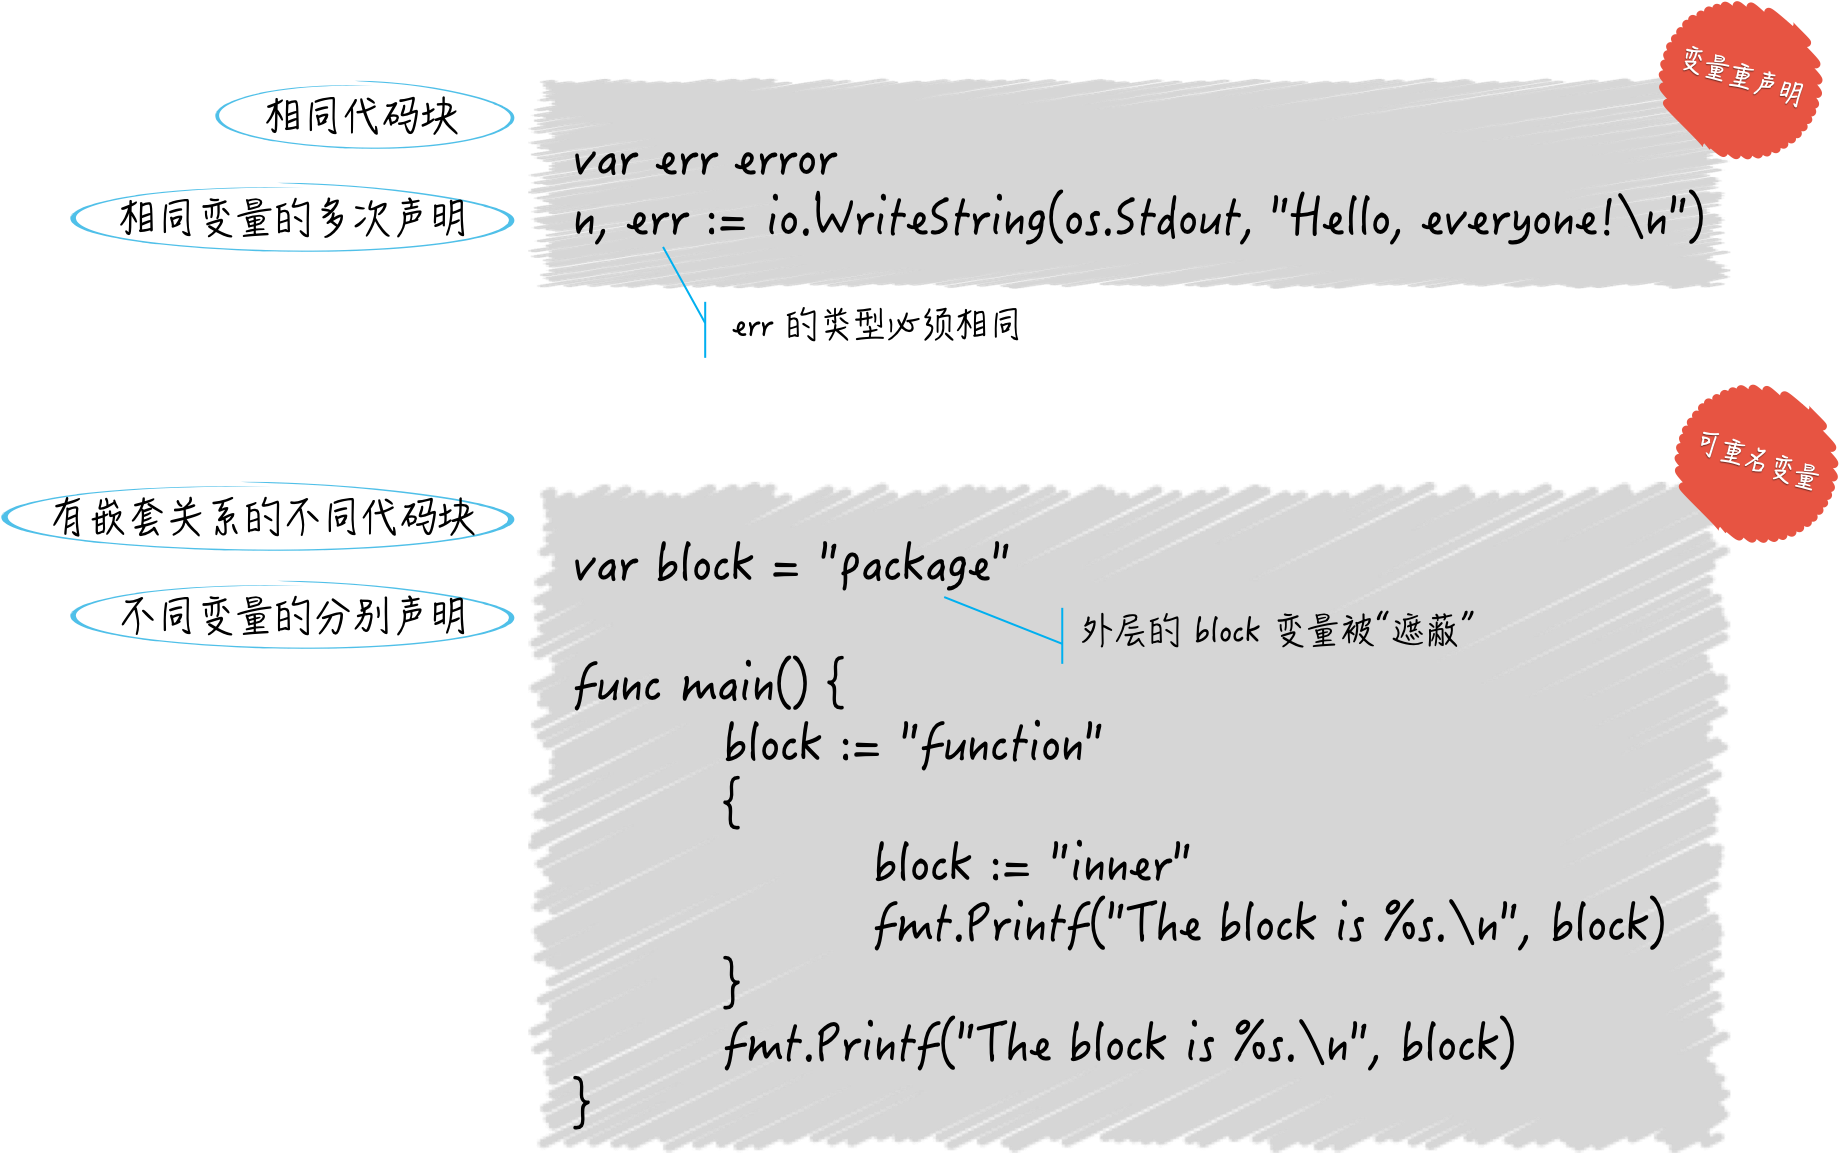 变量重声明
相同代码块
相同变量的多次声明
var err error
n, err := io.WriteString(os.Stdout, "Hello, everyone!\n")
err 的类型必须相同
可重名变量
有嵌套关系的不同代码块
不同变量的分别声明
var block = "package"
外层的 block 变量被“遮蔽”
func main() {
block := "function"
{
block := "inner"
fmt.Printf("The block is %s.\n", block)
}
fmt.Printf("The block is %s.\n", block)
}